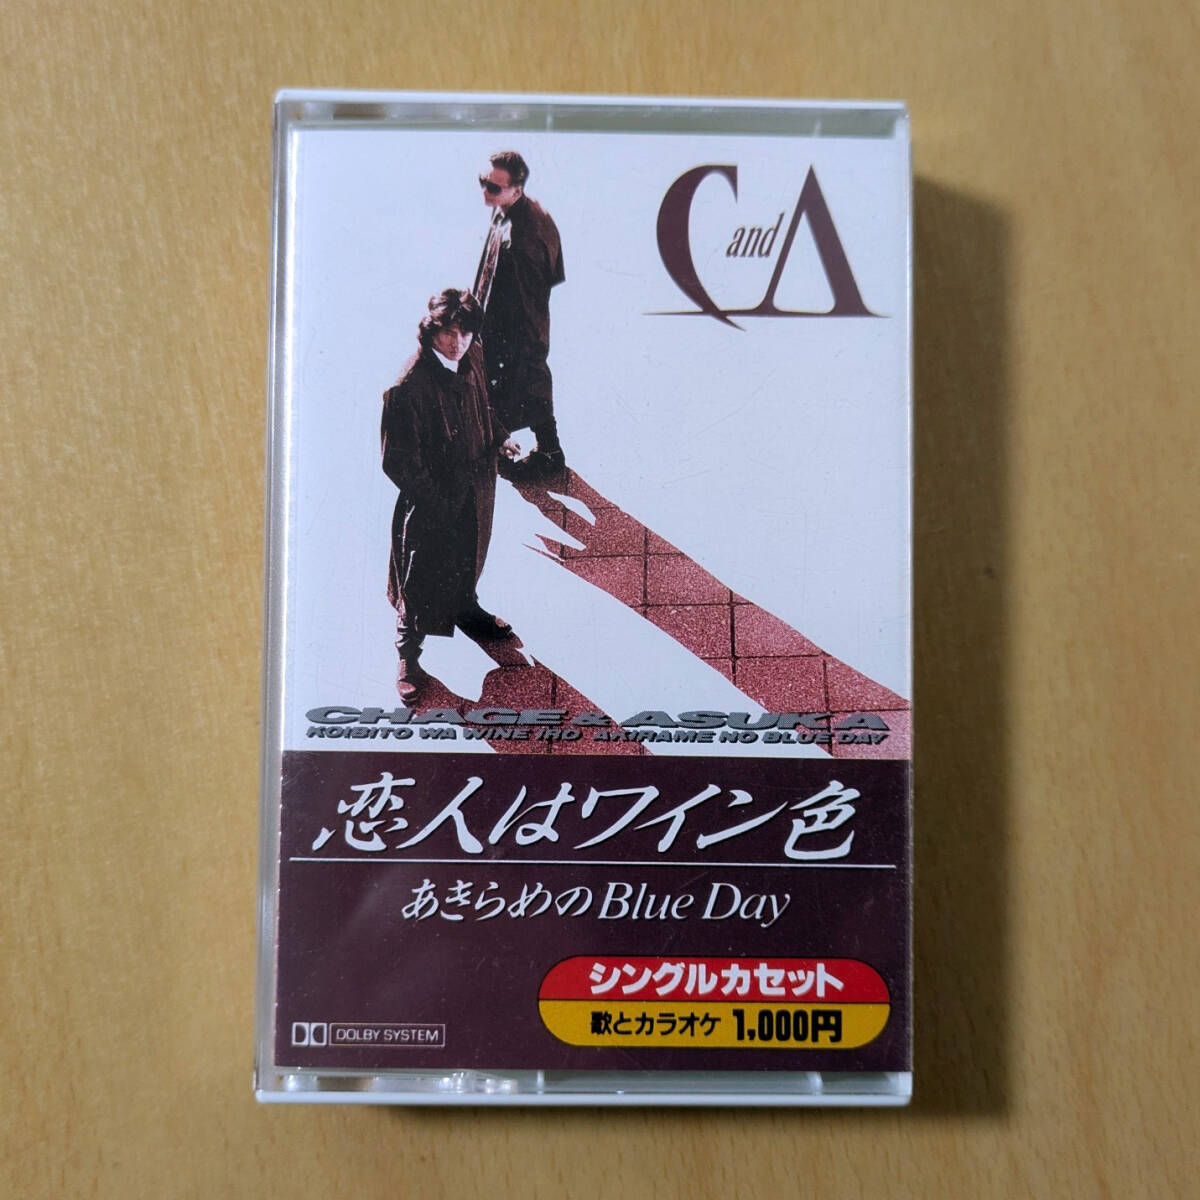 C and A
CHAGE & ASUKA
KOIBITO WA WINE IRO AKIRAME NO BLUE DAY
恋人はワイン色
あきらめのBlue Day
シングルカセット
歌とカラオケ 1,000円
DOLBY SYSTEM